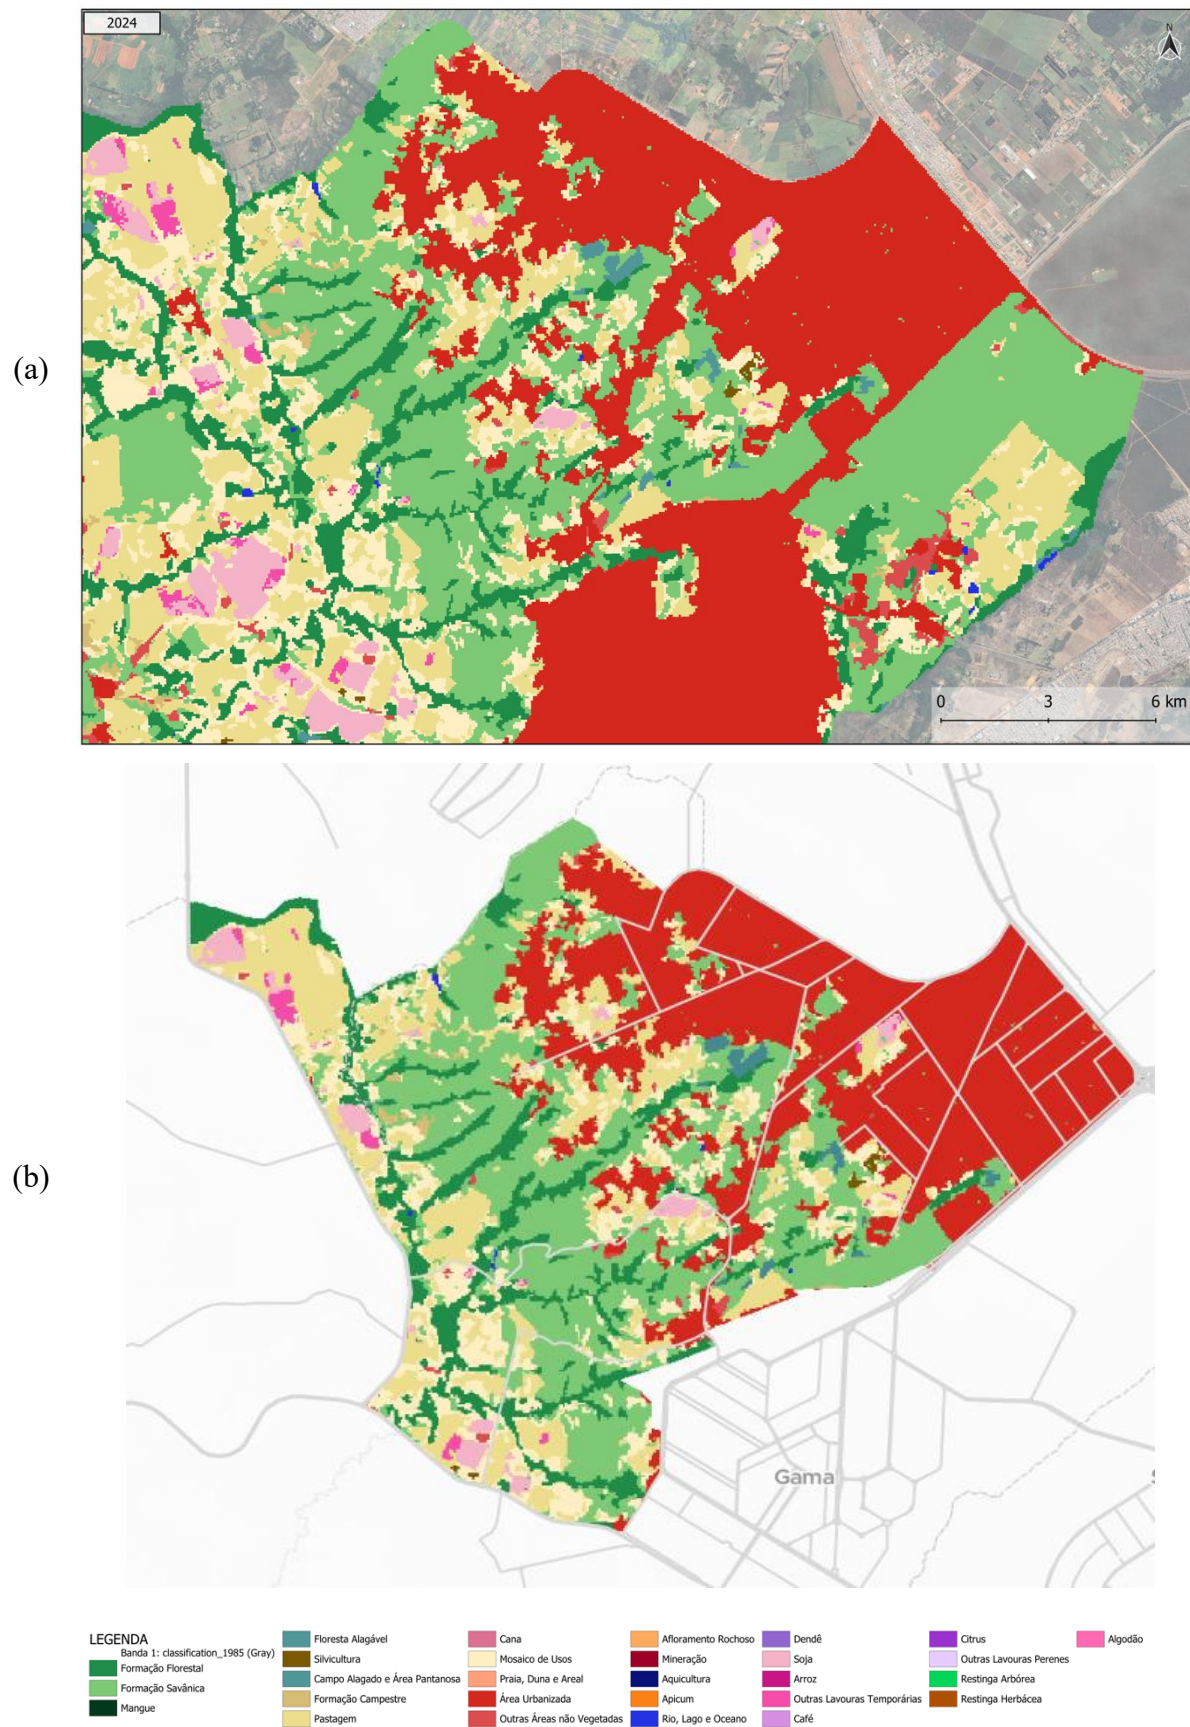 2024
N
(a)
0 3 6 km
(b)
Gama
LEGENDA
Banda 1: classification_1985 (Gray)
Formação Florestal
Formação Savânica
Mangue
Floresta Alagável
Silvicultura
Campo Alagado e Área Pantanosa
Formação Campestre
Pastagem
Cana
Mosaico de Usos
Praia, Duna e Areal
Área Urbanizada
Outras Áreas não Vegetadas
Afloramento Rochoso
Mineração
Aquicultura
Apicum
Rio, Lago e Oceano
Dendê
Soja
Arroz
Outras Lavouras Temporárias
Café
Citrus
Outras Lavouras Perenes
Restinga Arbórea
Restinga Herbácea
Algodão